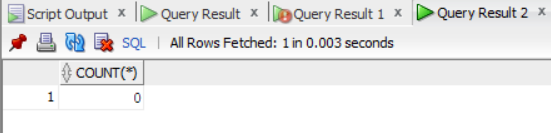 Script Output x Query Result x Query Result 1 x Query Result 2 x
SQL | All Rows Fetched: 1 in 0.003 seconds
COUNT(*)
1 0